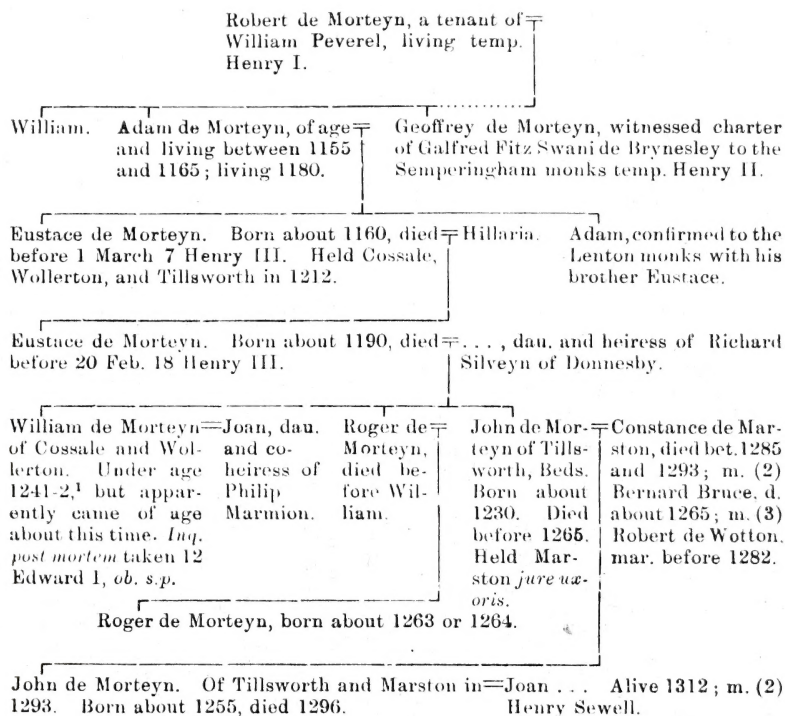 Robert de Morteyn, a tenant of
William Peverel, living temp.
Henry I.
William.
Adam de Morteyn, of age
and living between 1155
and 1165; living 1180.
Geoffrey de Morteyn, witnessed charter
of Galfred Fitz Swani de Brynesley to the
Semperingham monks temp. Henry II.
Eustace de Morteyn. Born about 1160, died
before 1 March 7 Henry III. Held Cossale,
Wollerton, and Tillsworth in 1212.
Hillaria.
Adam, confirmed to the
Lenton monks with his
brother Eustace.
Eustace de Morteyn. Born about 1190, died
before 20 Feb. 18 Henry III.
. . . , dau. and heiress of Richard
Silveyn of Donnesby.
William de Morteyn
of Cossale and Wol-
lerton. Under age
1241-2,¹ but appar-
ently came of age
about this time. Inq.
post mortem taken 12
Edward I, ob. s.p.
Joan, dau.
and co-
heiress of
Philip
Marmion.
Roger de
Morteyn,
died be-
fore Wil-
liam.
John de Mor-
teyn of Tills-
worth, Beds.
Born about
1230. Died
before 1265.
Held Mar-
ston jure ux-
oris.
Constance de Mar-
ston, died bet. 1285
and 1293; m. (2)
Bernard Bruce, d.
about 1265; m. (3)
Robert de Wotton,
mar. before 1282.
Roger de Morteyn, born about 1263 or 1264.
John de Morteyn. Of Tillsworth and Marston in
1293. Born about 1255, died 1296.
Joan . . . Alive 1312; m. (2)
Henry Sewell.